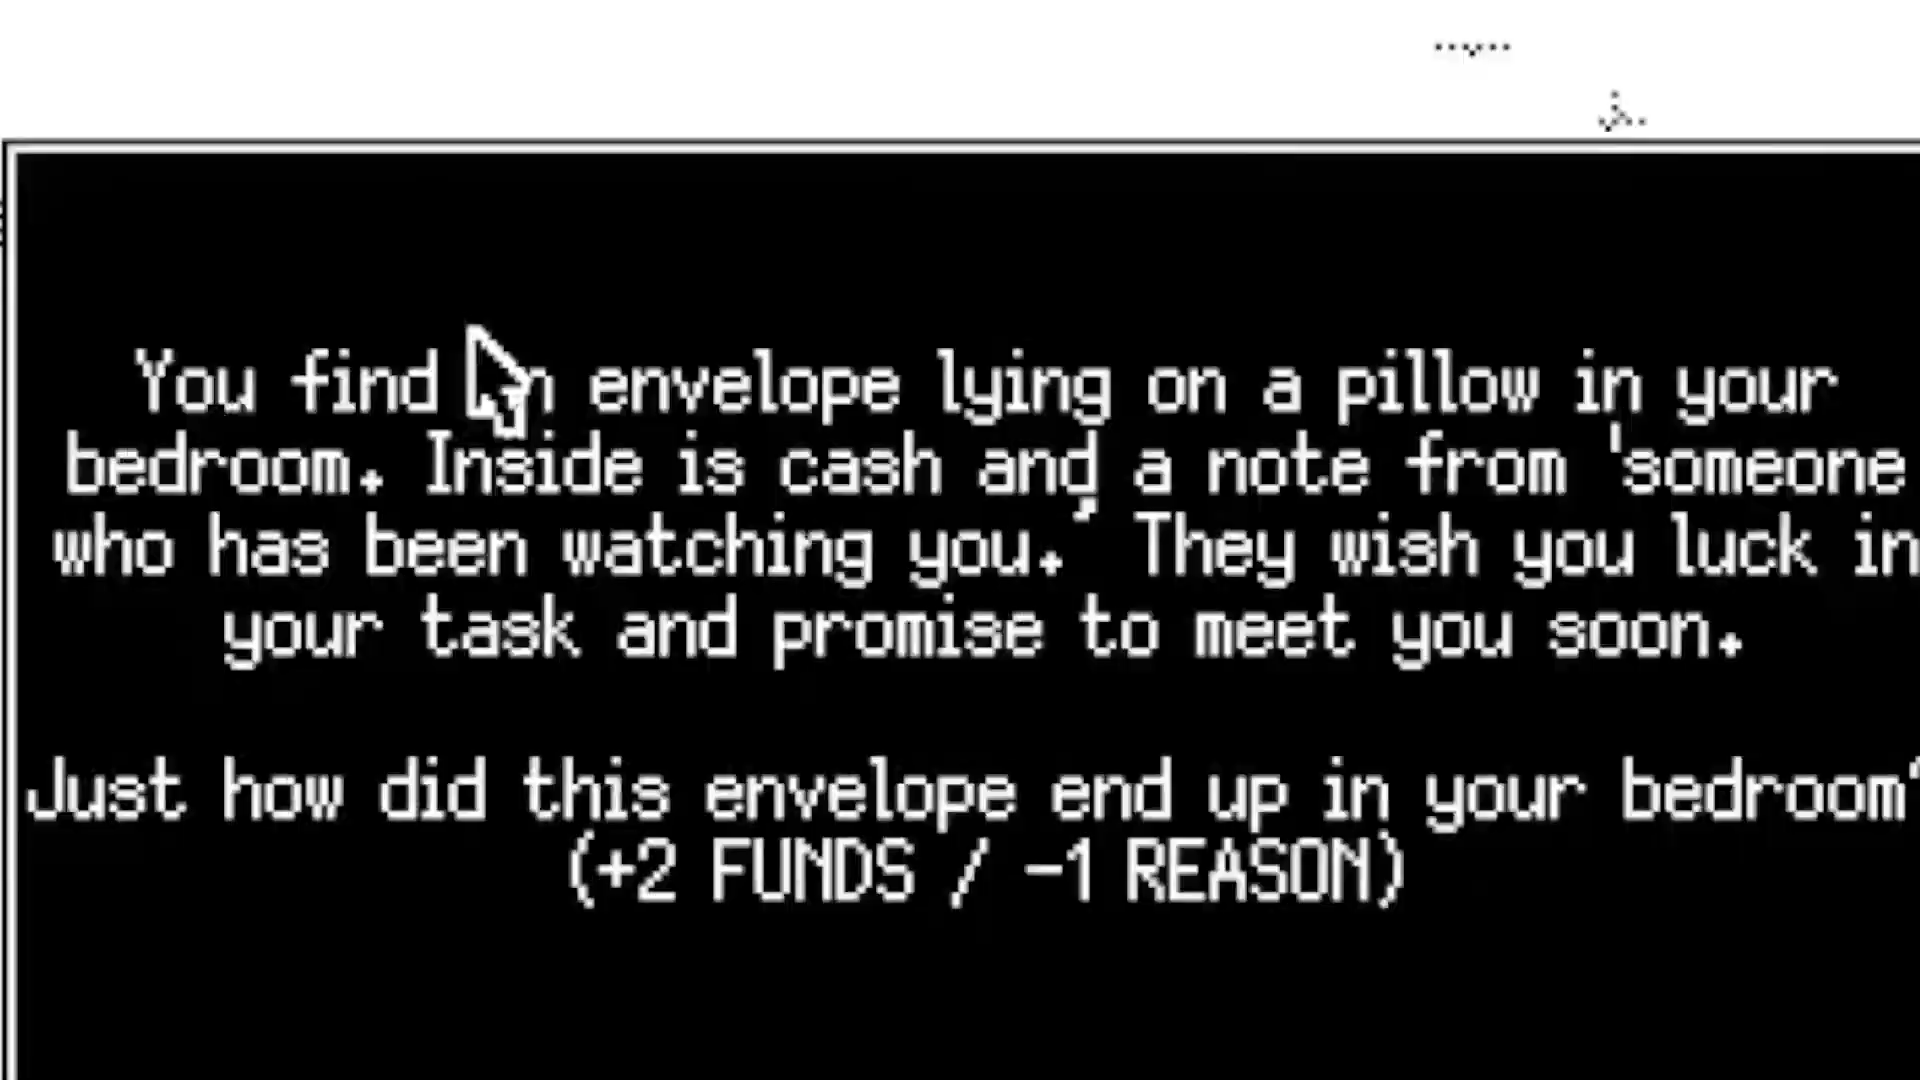 You find an envelope lying on a pillow in your
bedroom. Inside is cash and a note from 'someone
who has been watching you.' They wish you luck in
your task and promise to meet you soon.
Just how did this envelope end up in your bedroom?
(+2 FUNDS / -1 REASON)